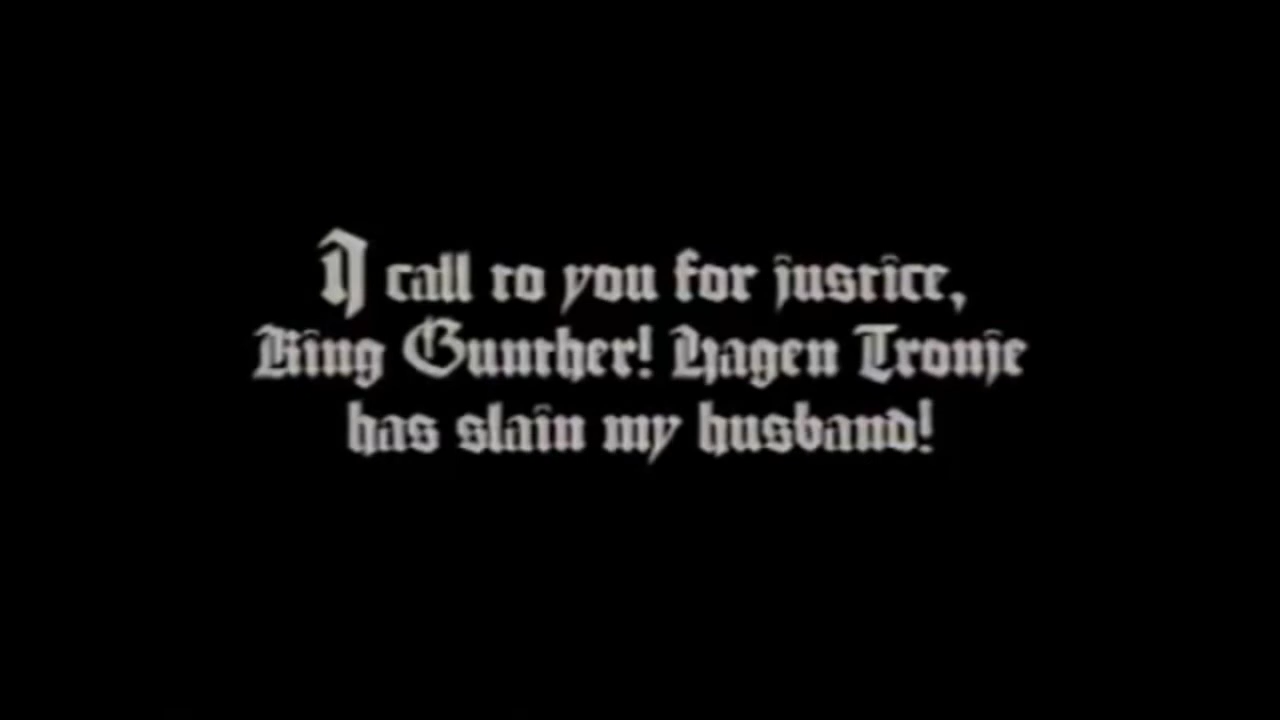 I call to you for justice,
King Gunther! Hagen Tronje
has slain my husband!